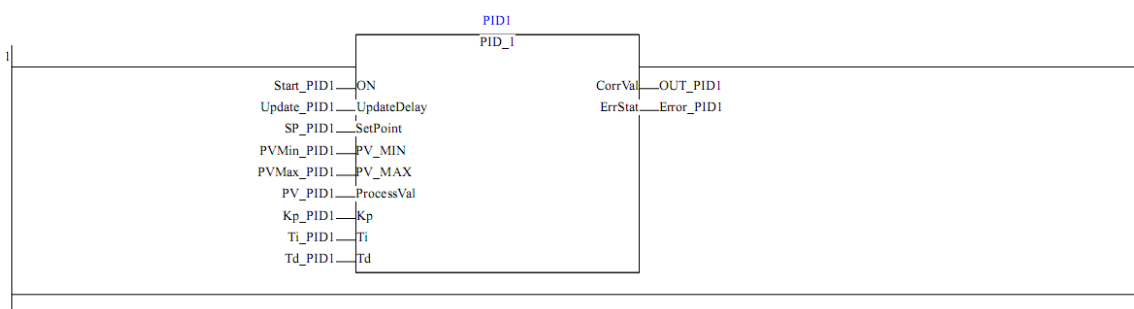 PID1
PID_1
1
Start_PID1 ON CorrVal OUT_PID1
Update_PID1 UpdateDelay ErrStat Error_PID1
SP_PID1 SetPoint
PVMin_PID1 PV_MIN
PVMax_PID1 PV_MAX
PV_PID1 ProcessVal
Kp_PID1 Kp
Ti_PID1 Ti
Td_PID1 Td